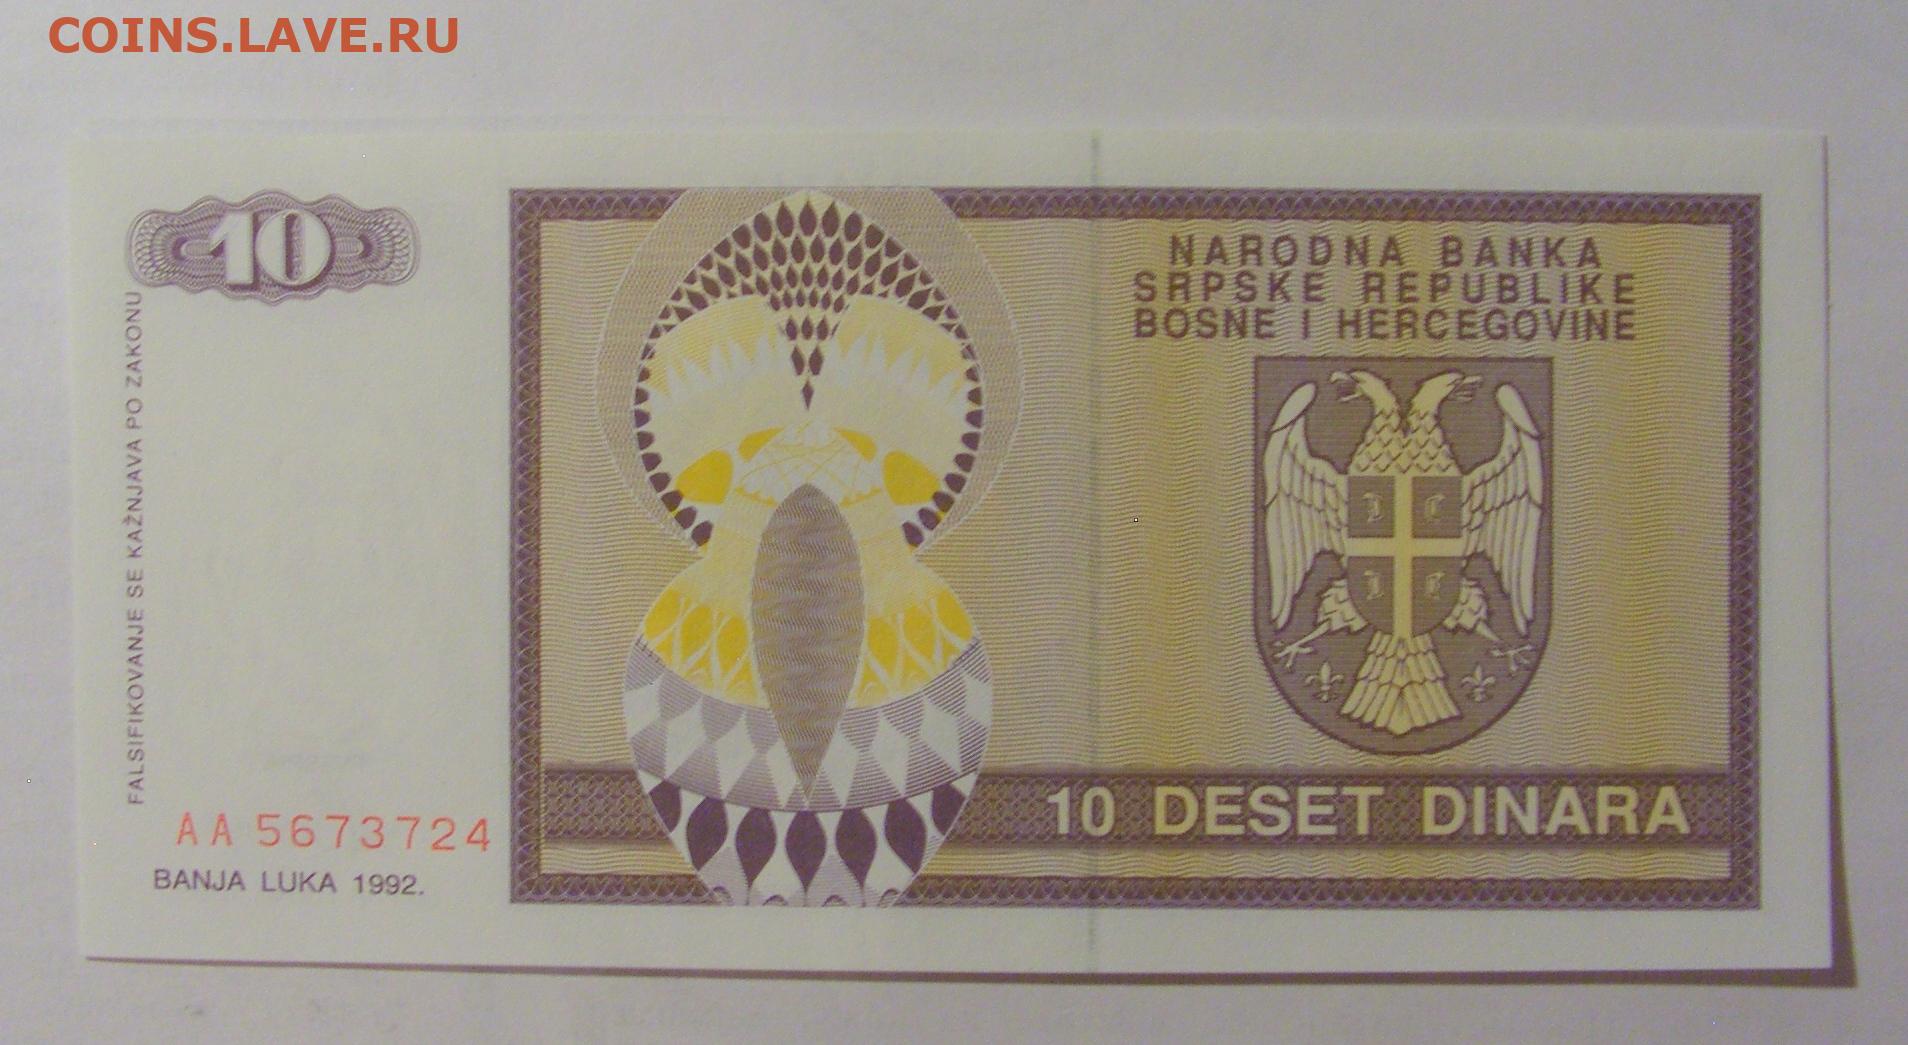 COINS.LAVE.RU
10
NARODNA BANKA
SRPSKE REPUBLIKE
BOSNE I HERCEGOVINE
FALSIFIKOVANJE SE KAŽNJAVA PO ZAKONU
10 DESET DINARA
AA 5673724
BANJA LUKA 1992.